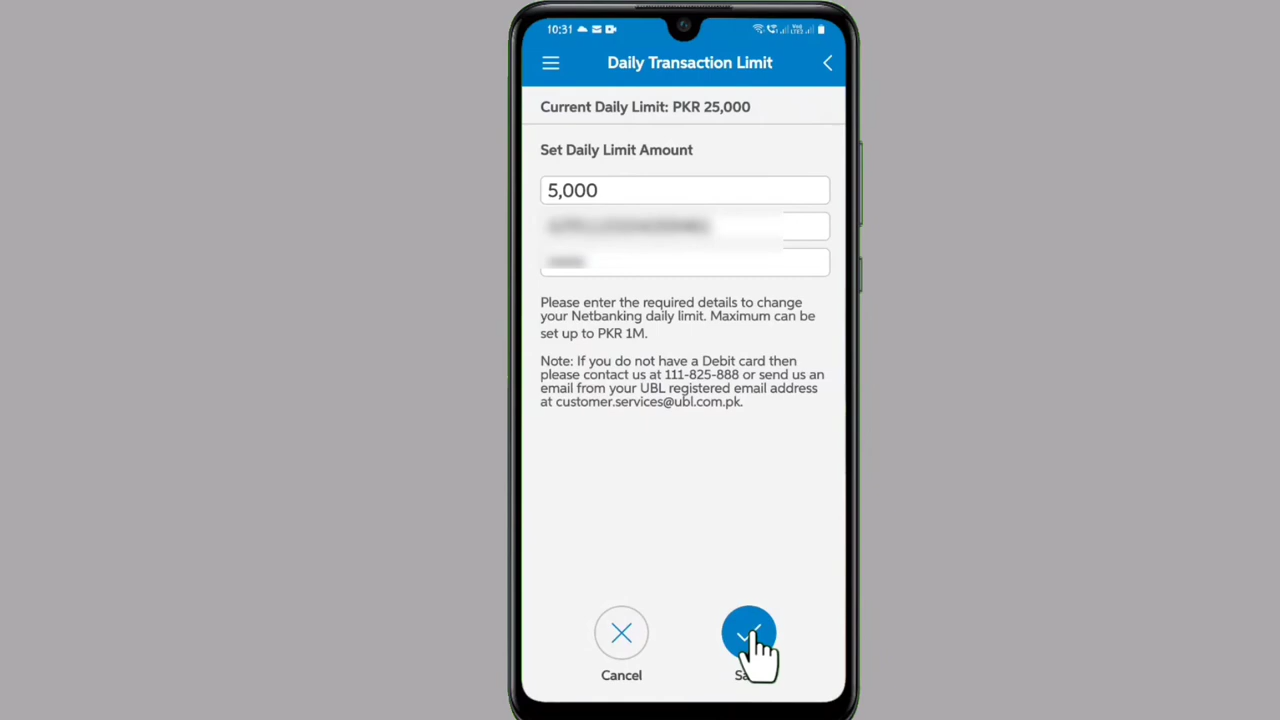 10:31
Daily Transaction Limit
Current Daily Limit: PKR 25,000
Set Daily Limit Amount
5,000
Please enter the required details to change
your Netbanking daily limit. Maximum can be
set up to PKR 1M.
Note: If you do not have a Debit card then
please contact us at 111-825-888 or send us an
email from your UBL registered email address
at customer.services@ubl.com.pk.
Cancel